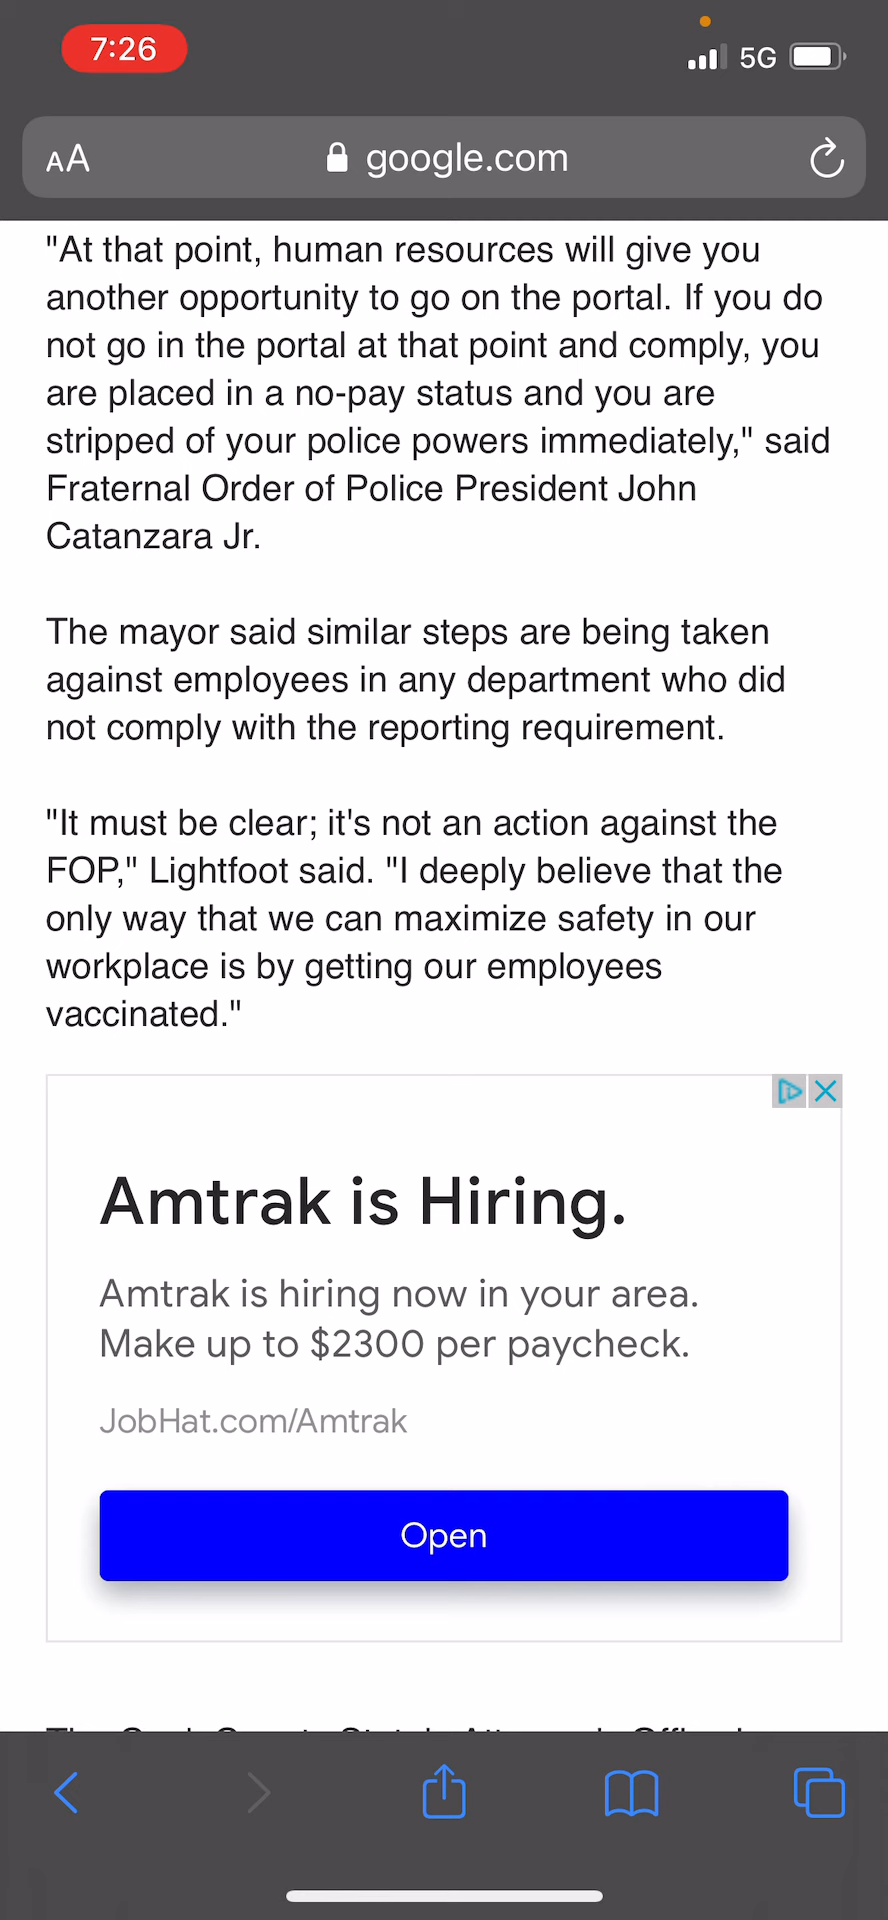 7:26
5G
AA
google.com
"At that point, human resources will give you
another opportunity to go on the portal. If you do
not go in the portal at that point and comply, you
are placed in a no-pay status and you are
stripped of your police powers immediately," said
Fraternal Order of Police President John
Catanzara Jr.
The mayor said similar steps are being taken
against employees in any department who did
not comply with the reporting requirement.
"It must be clear; it's not an action against the
FOP," Lightfoot said. "I deeply believe that the
only way that we can maximize safety in our
workplace is by getting our employees
vaccinated."
Amtrak is Hiring.
Amtrak is hiring now in your area.
Make up to $2300 per paycheck.
JobHat.com/Amtrak
Open